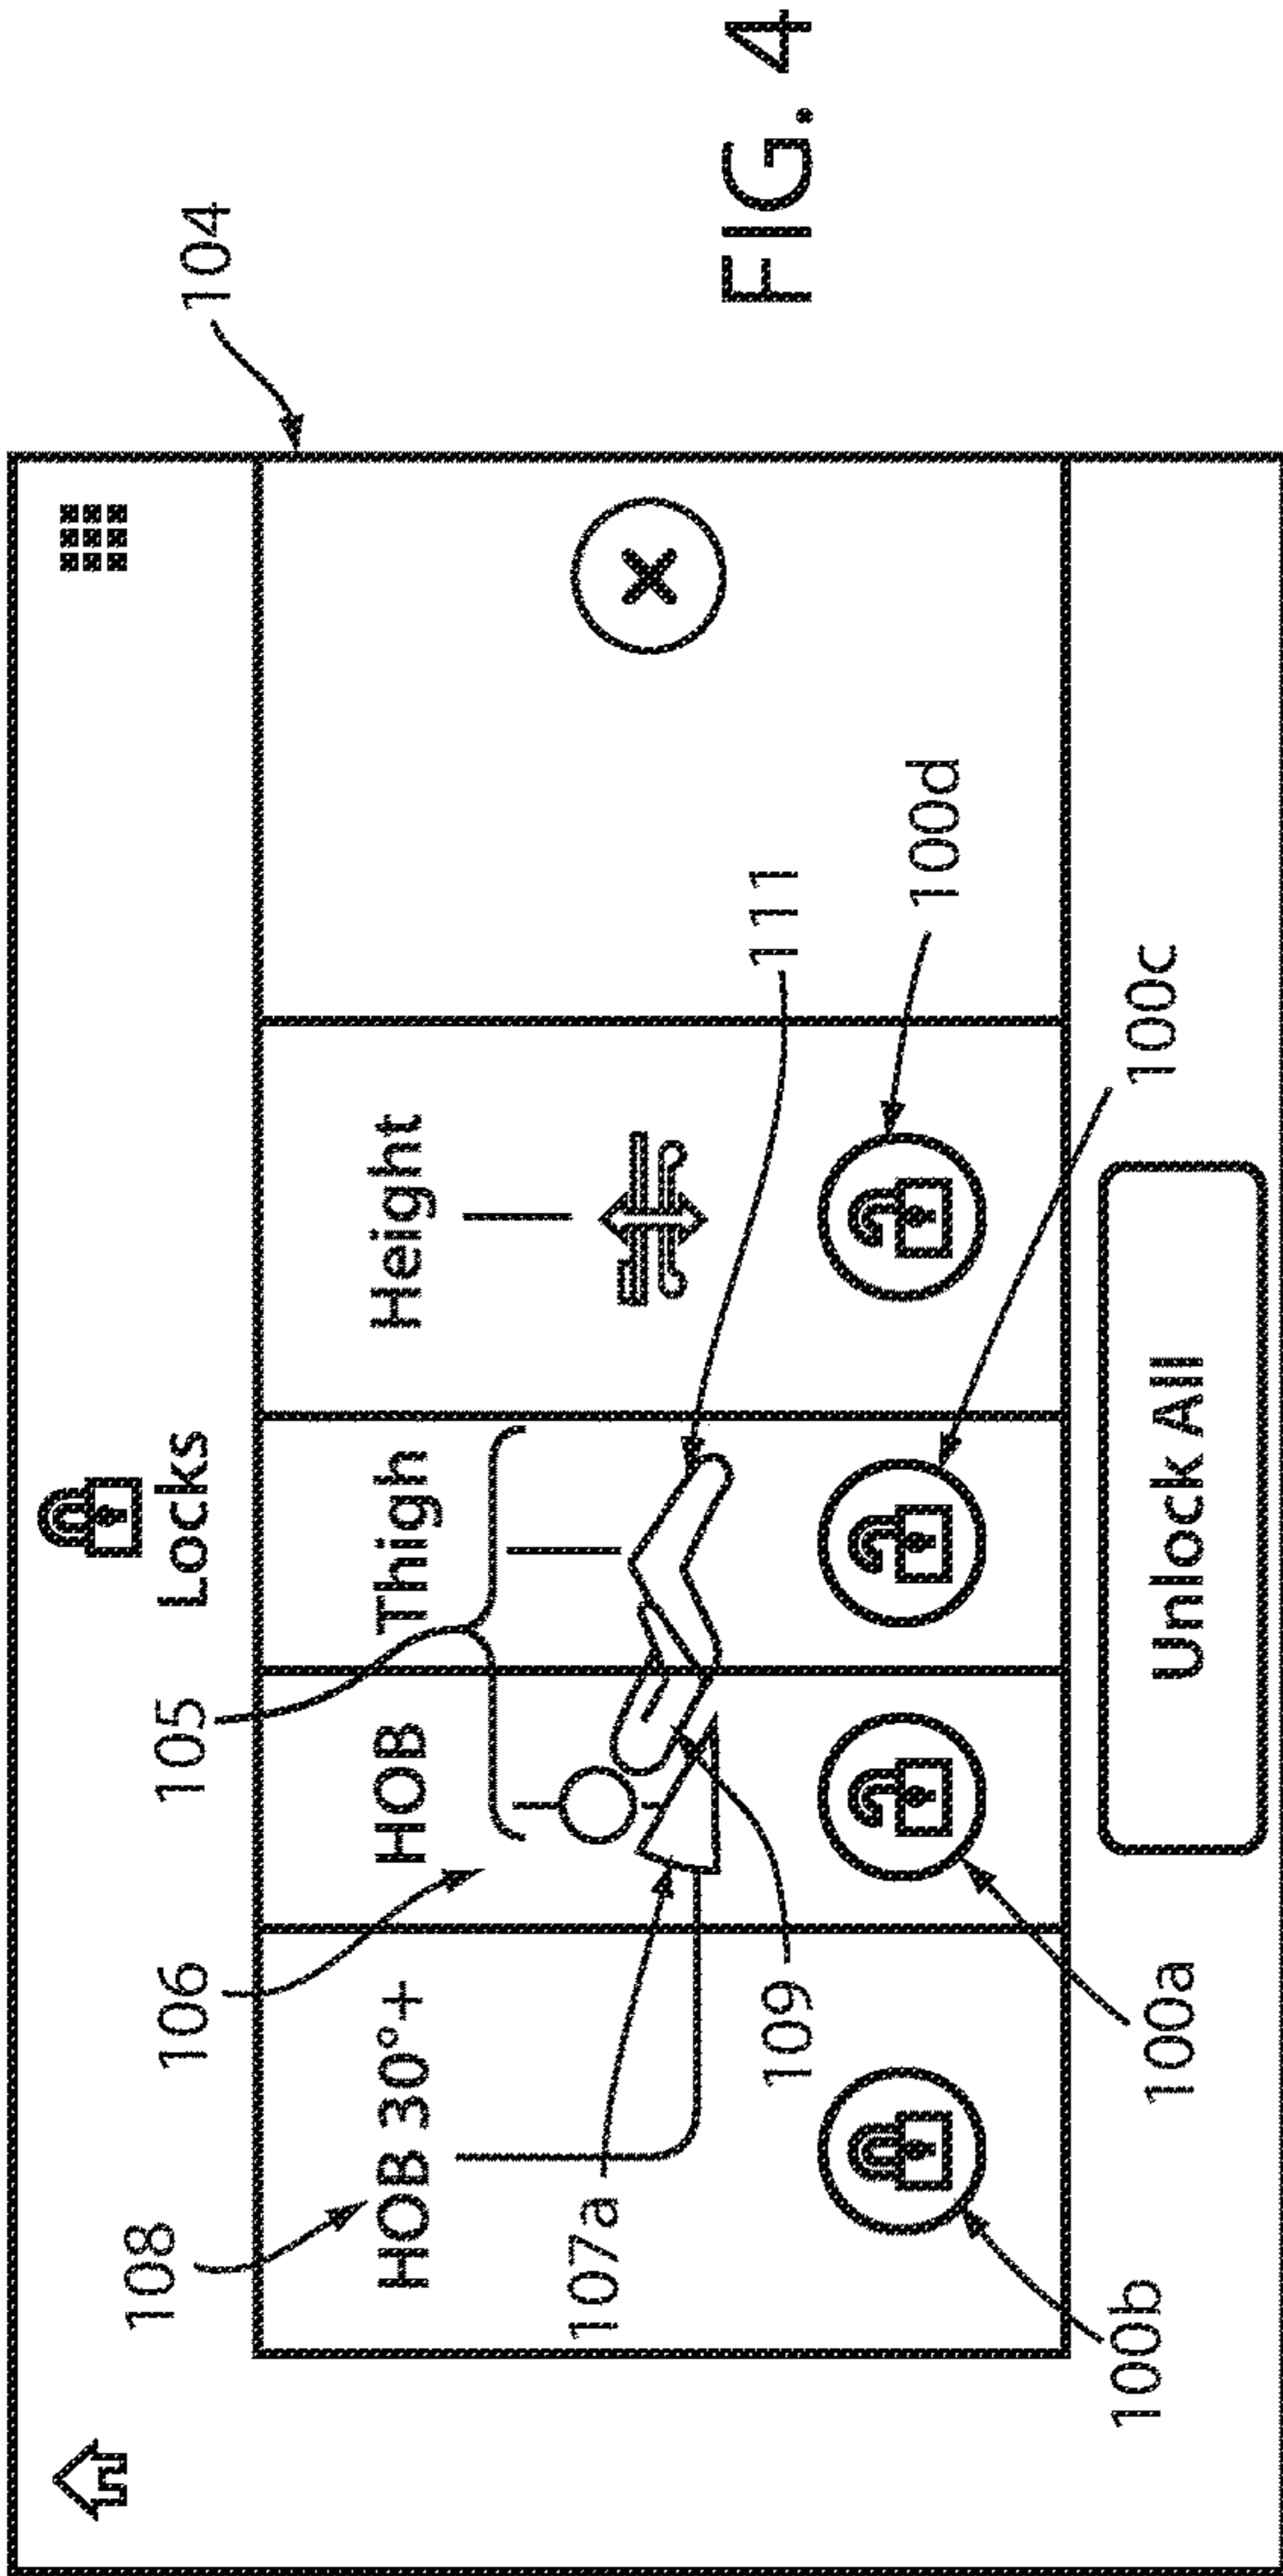 Locks
108
106
105
104
HOB 30°+
HOB
Thigh
Height
107a
109
111
100b
100a
100c
100d
Unlock All
FIG. 4